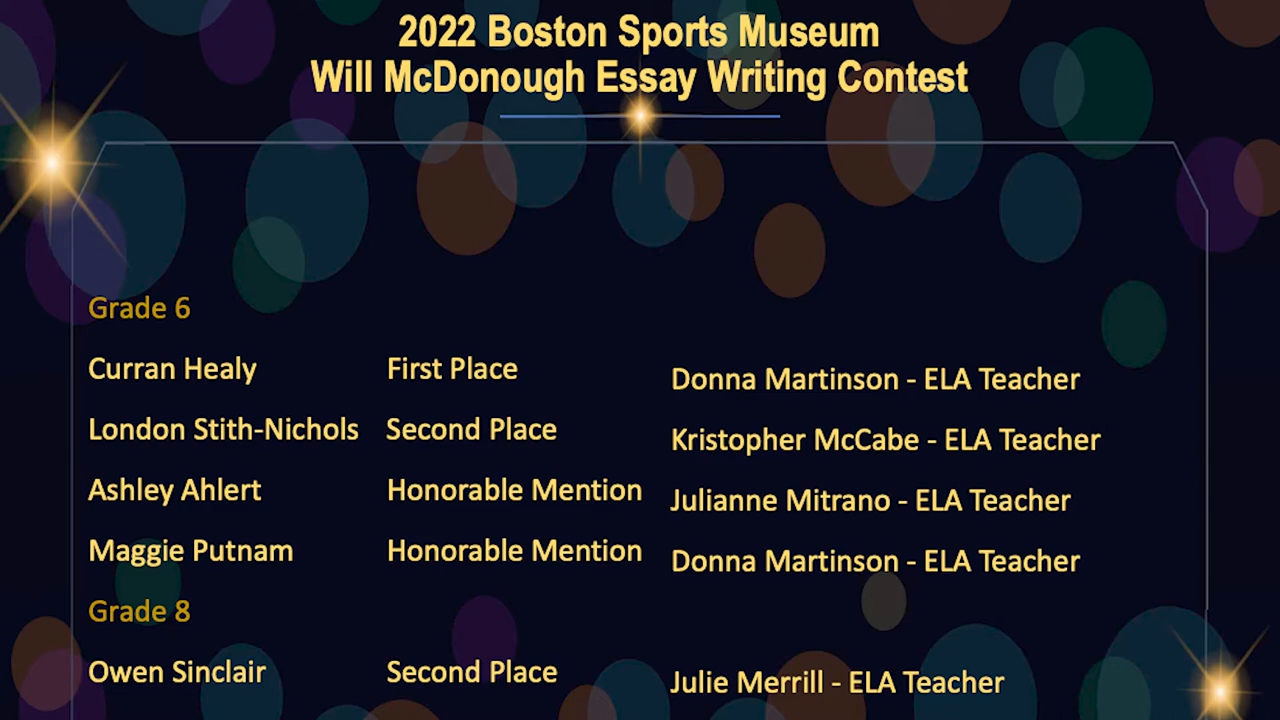 2022 Boston Sports Museum
Will McDonough Essay Writing Contest
Grade 6
Curran Healy First Place Donna Martinson - ELA Teacher
London Stith-Nichols Second Place Kristopher McCabe - ELA Teacher
Ashley Ahlert Honorable Mention Julianne Mitrano - ELA Teacher
Maggie Putnam Honorable Mention Donna Martinson - ELA Teacher
Grade 8
Owen Sinclair Second Place Julie Merrill - ELA Teacher